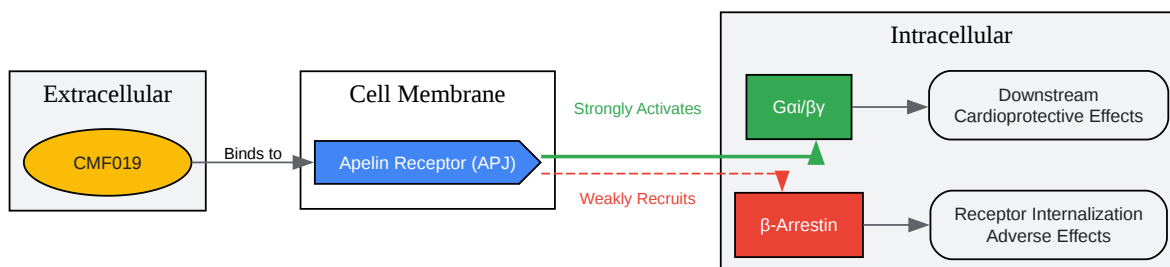 Extracellular
CMF019
Binds to
Cell Membrane
Apelin Receptor (APJ)
Strongly Activates
Weakly Recruits
Intracellular
Gαi/βγ
Downstream
Cardioprotective Effects
β-Arrestin
Receptor Internalization
Adverse Effects